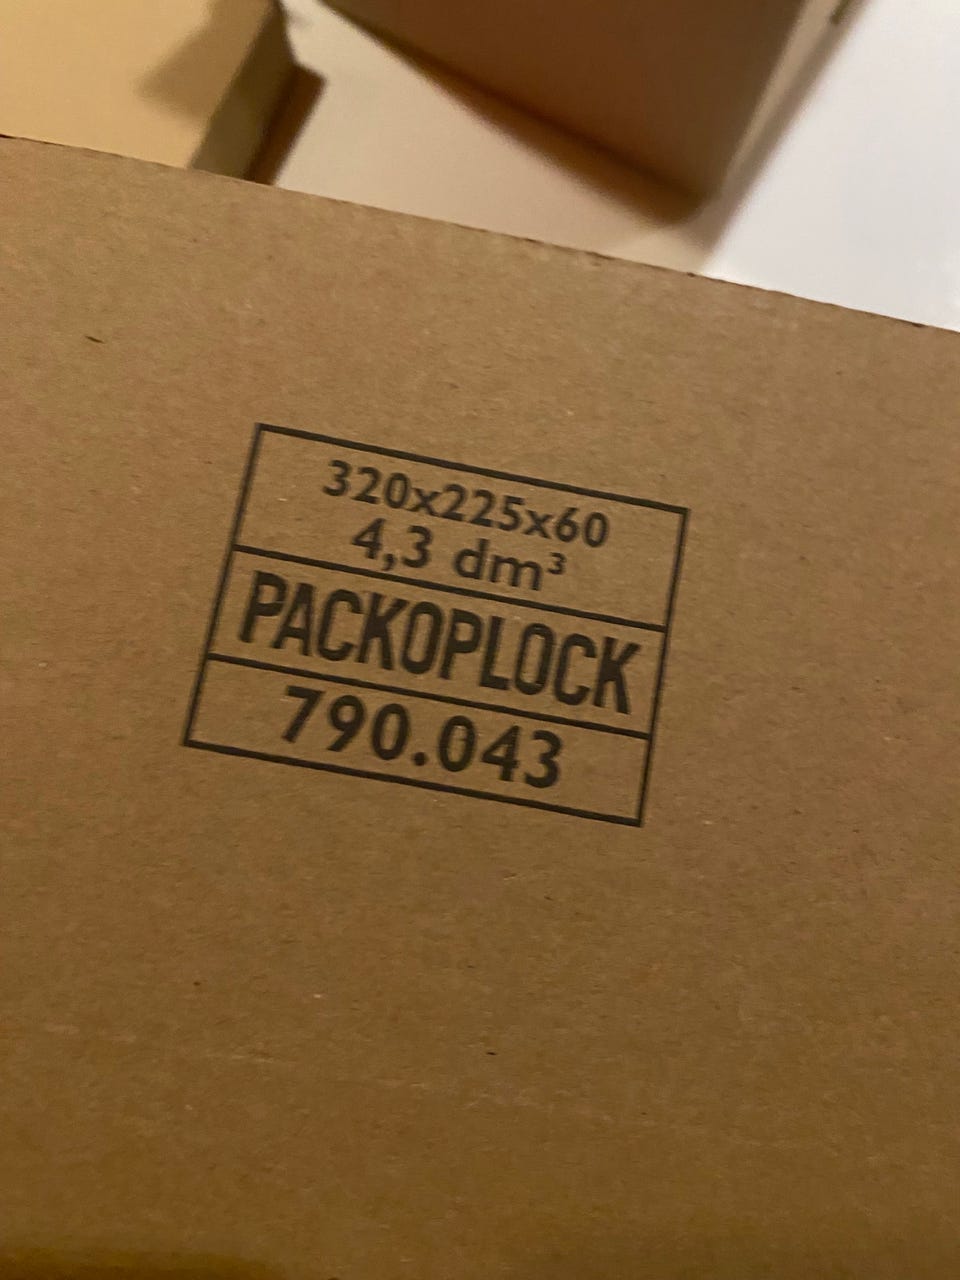 320x225x60
4,3 dm³
PACKOPLOCK
790.043